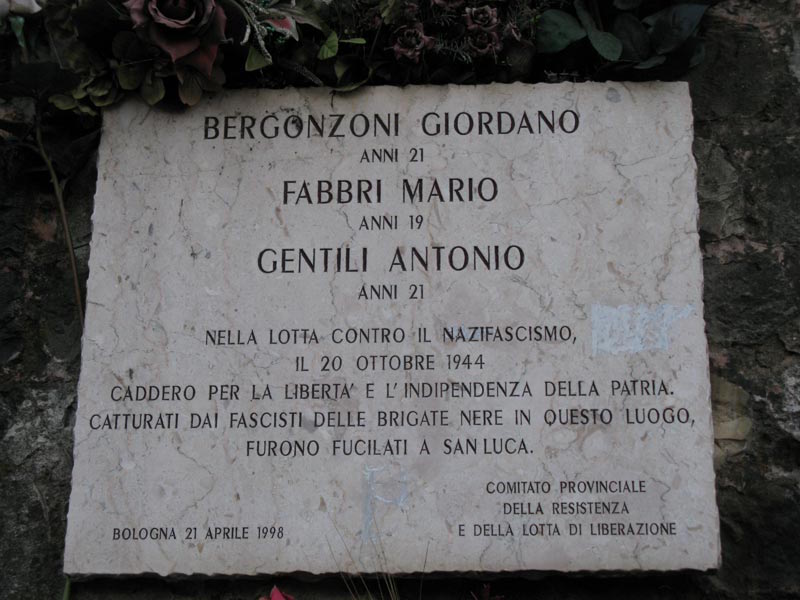 BERGONZONI GIORDANO
ANNI 21
FABBRI MARIO
ANNI 19
GENTILI ANTONIO
ANNI 21
NELLA LOTTA CONTRO IL NAZIFASCISMO,
IL 20 OTTOBRE 1944
CADDERO PER LA LIBERTA' E L'INDIPENDENZA DELLA PATRIA.
CATTURATI DAI FASCISTI DELLE BRIGATE NERE IN QUESTO LUOGO,
FURONO FUCILATI A SAN LUCA.
COMITATO PROVINCIALE
DELLA RESISTENZA
BOLOGNA 21 APRILE 1998 E DELLA LOTTA DI LIBERAZIONE